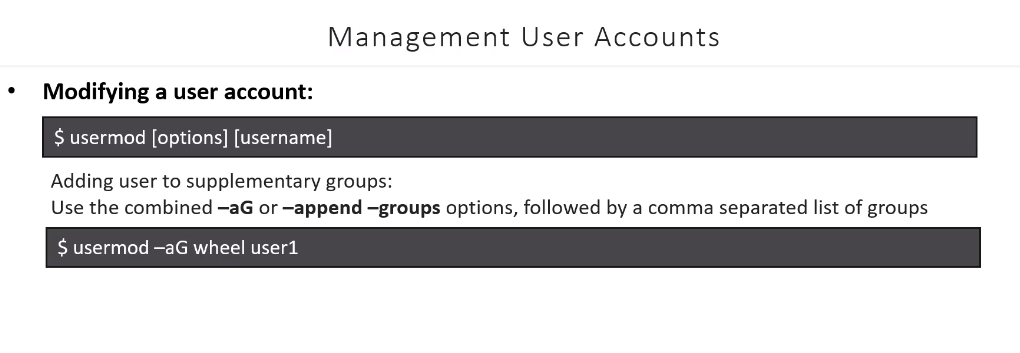 Management User Accounts
• Modifying a user account:
$ usermod [options] [username]
Adding user to supplementary groups:
Use the combined –aG or –append –groups options, followed by a comma separated list of groups
$ usermod –aG wheel user1